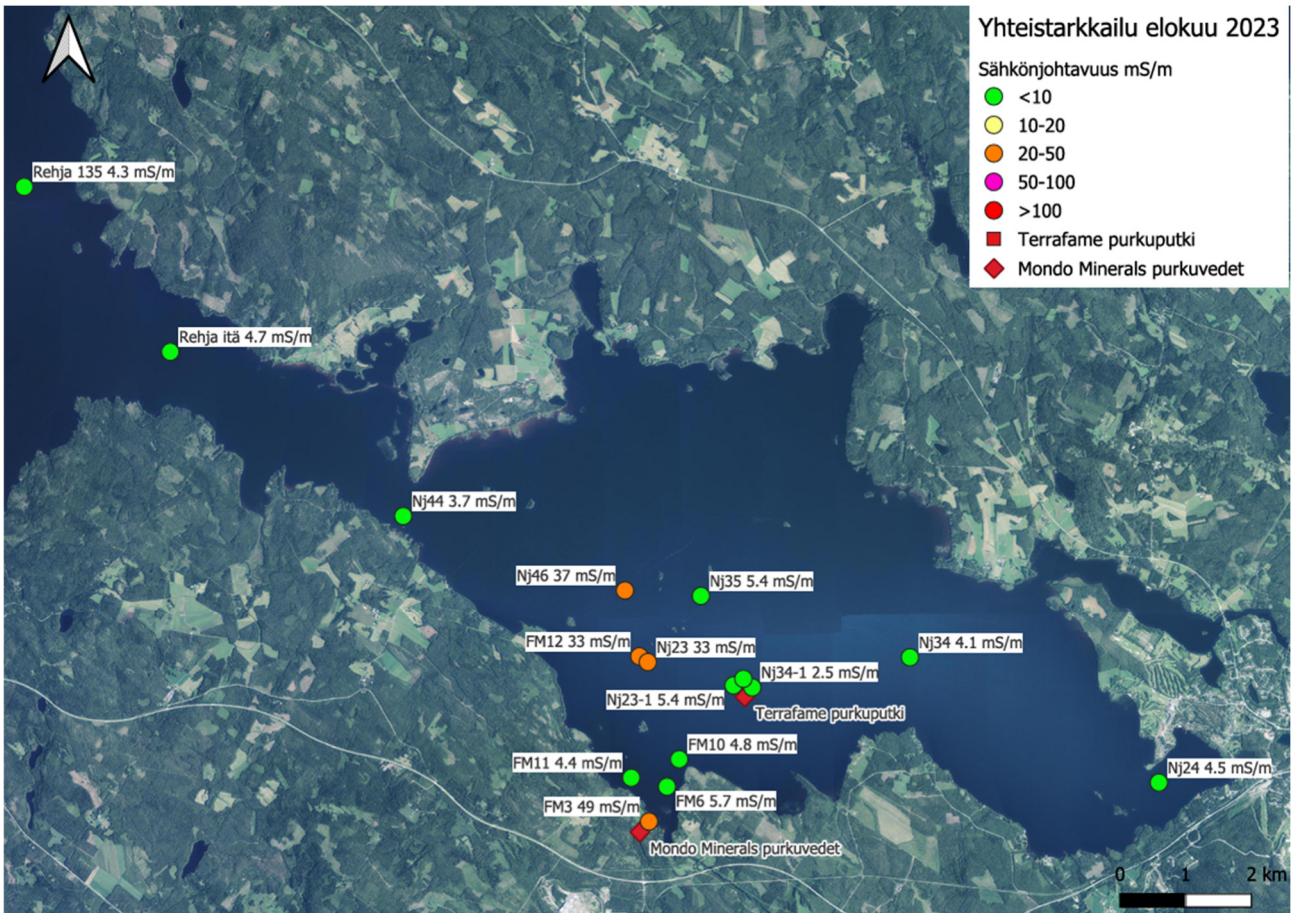 Yhteistarkkailu elokuu 2023
Sähkönjohtavuus mS/m
<10
10-20
20-50
50-100
>100
Terrafame purkuputki
Mondo Minerals purkuvedet
Rehja 135 4.3 mS/m
Rehja itä 4.7 mS/m
Nj44 3.7 mS/m
Nj46 37 mS/m
Nj35 5.4 mS/m
FM12 33 mS/m
Nj23 33 mS/m
Nj34 4.1 mS/m
Nj34-1 2.5 mS/m
Nj23-1 5.4 mS/m
Terrafame purkuputki
FM10 4.8 mS/m
FM11 4.4 mS/m
Nj24 4.5 mS/m
FM6 5.7 mS/m
FM3 49 mS/m
Mondo Minerals purkuvedet
0 1 2 km